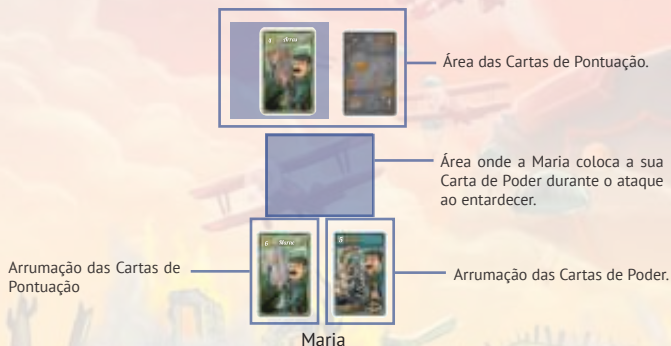 Área das Cartas de Pontuação.
Área onde a Maria coloca a sua
Carta de Poder durante o ataque
ao entardecer.
Arrumação das Cartas de
Pontuação
Arrumação das Cartas de Poder.
Maria